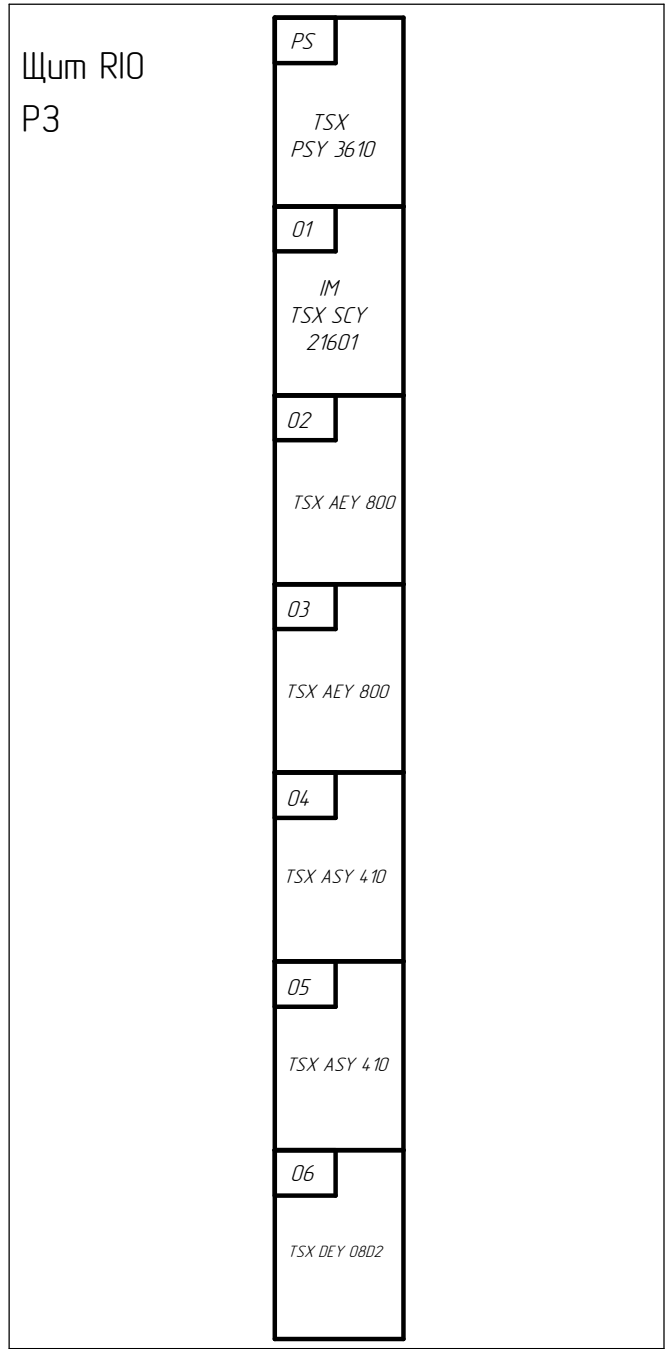 Щит RIO
P3
PS
TSX
PSY 3610
01
IM
TSX SCY
21601
02
TSX AEY 800
03
TSX AEY 800
04
TSX ASY 410
05
TSX ASY 410
06
TSX DEY 08D2